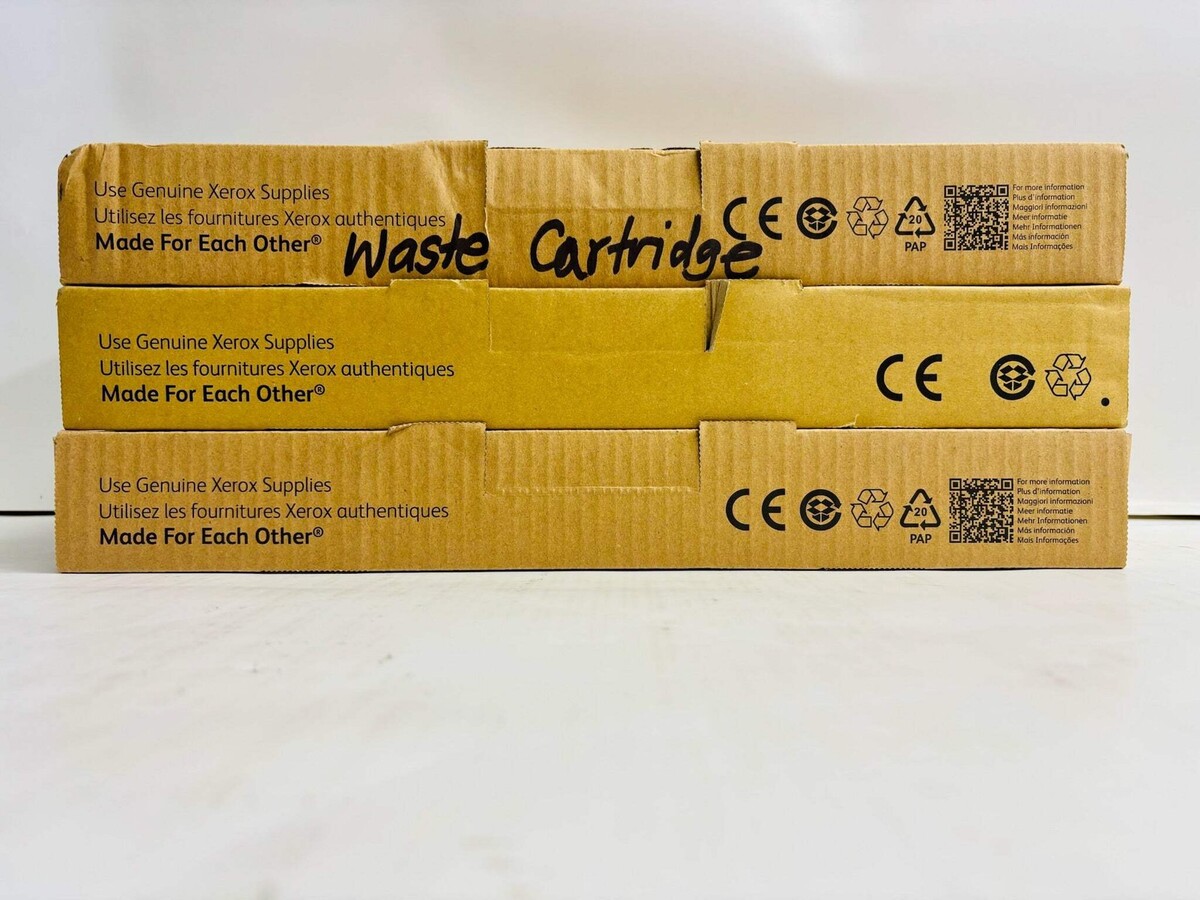 Use Genuine Xerox Supplies
Utilisez les fournitures Xerox authentiques
Made For Each Other®
Waste Cartridge
CE
20
PAP
For more information
Plus d'information
Maggiori informazioni
Meer informatie
Mehr Informationen
Más información
Mais Informações
Use Genuine Xerox Supplies
Utilisez les fournitures Xerox authentiques
Made For Each Other®
CE
Use Genuine Xerox Supplies
Utilisez les fournitures Xerox authentiques
Made For Each Other®
CE
20
PAP
For more information
Plus d'information
Maggiori informazioni
Meer informatie
Mehr Informationen
Más información
Mais Informações